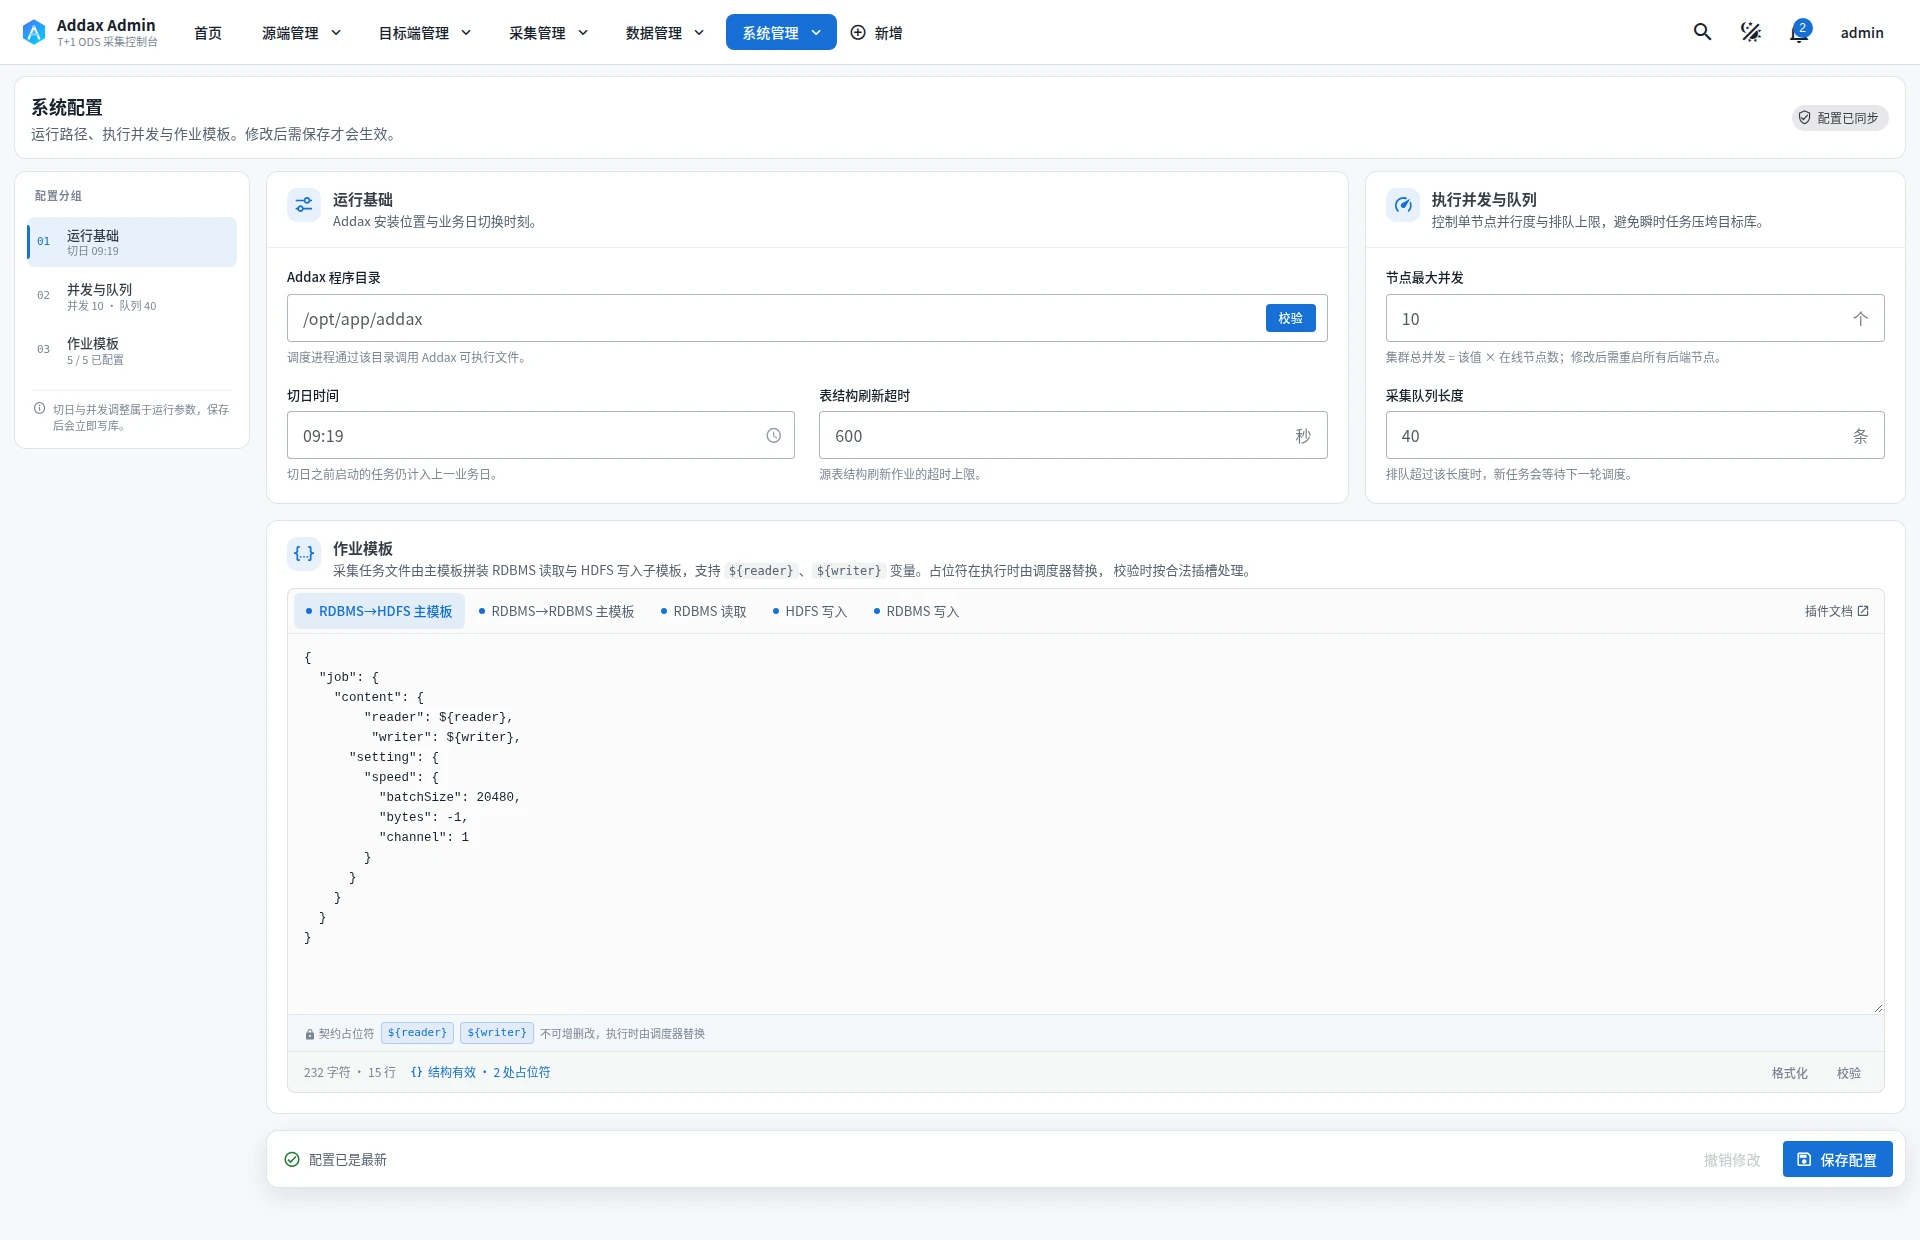 Addax Admin
T+1 ODS 采集控制台
首页
源端管理
目标端管理
采集管理
数据管理
系统管理
新增
2
admin
系统配置
运行路径、执行并发与作业模板。修改后需保存才会生效。
配置已同步
配置分组
01
运行基础
切日 09:19
02
并发与队列
并发 10 · 队列 40
03
作业模板
5 / 5 已配置
切日与并发调整属于运行参数，保存
后会立即写库。
运行基础
Addax 安装位置与业务日切换时刻。
Addax 程序目录
/opt/app/addax
校验
调度进程通过该目录调用 Addax 可执行文件。
切日时间
09:19
切日之前启动的任务仍计入上一业务日。
表结构刷新超时
600
秒
源表结构刷新作业的超时上限。
执行并发与队列
控制单节点并行度与排队上限，避免瞬时任务压垮目标库。
节点最大并发
10
个
集群总并发 = 该值 × 在线节点数；修改后需重启所有后端节点。
采集队列长度
40
条
排队超过该长度时，新任务会等待下一轮调度。
{...}
作业模板
采集任务文件由主模板拼装 RDBMS 读取与 HDFS 写入子模板，支持 ${reader} 、 ${writer} 变量。占位符在执行时由调度器替换， 校验时按合法插槽处理。
RDBMS→HDFS 主模板
RDBMS→RDBMS 主模板
RDBMS 读取
HDFS 写入
RDBMS 写入
插件文档
{
  "job": {
    "content": {
        "reader": ${reader},
         "writer": ${writer},
      "setting": {
        "speed": {
          "batchSize": 20480,
          "bytes": -1,
          "channel": 1
        }
      }
    }
  }
}
契约占位符 ${reader} ${writer} 不可增删改，执行时由调度器替换
232 字符 · 15 行
{} 结构有效 · 2 处占位符
格式化
校验
配置已是最新
撤销修改
保存配置